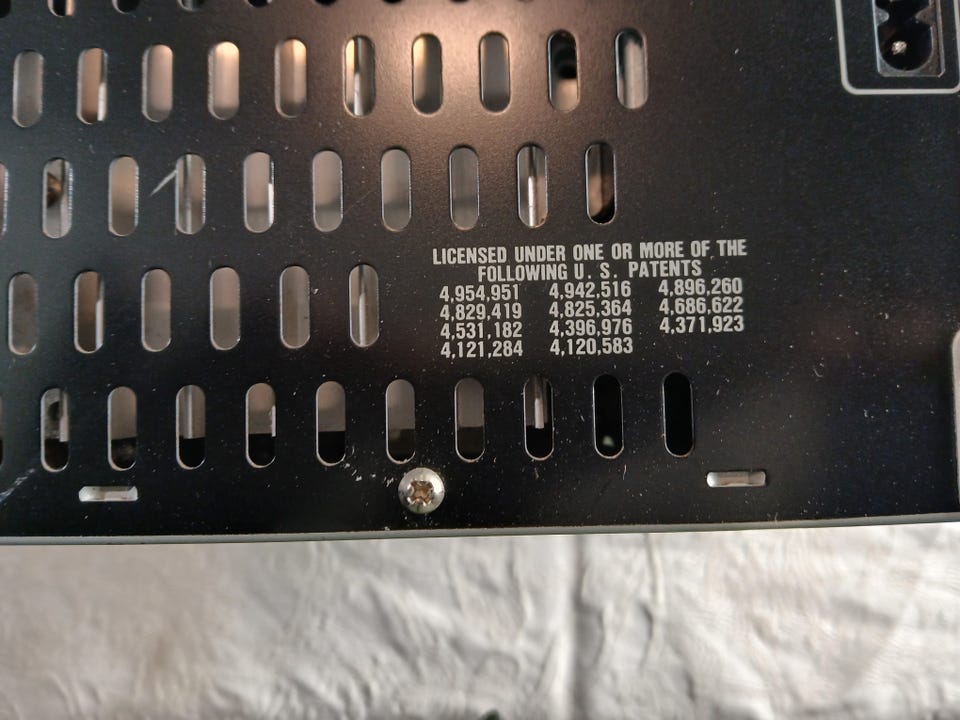 LICENSED UNDER ONE OR MORE OF THE
FOLLOWING U. S. PATENTS
4,954,951 4,942,516 4,896,260
4,829,419 4,825,364 4,686,622
4,531,182 4,396,976 4,371,923
4,121,284 4,120,583